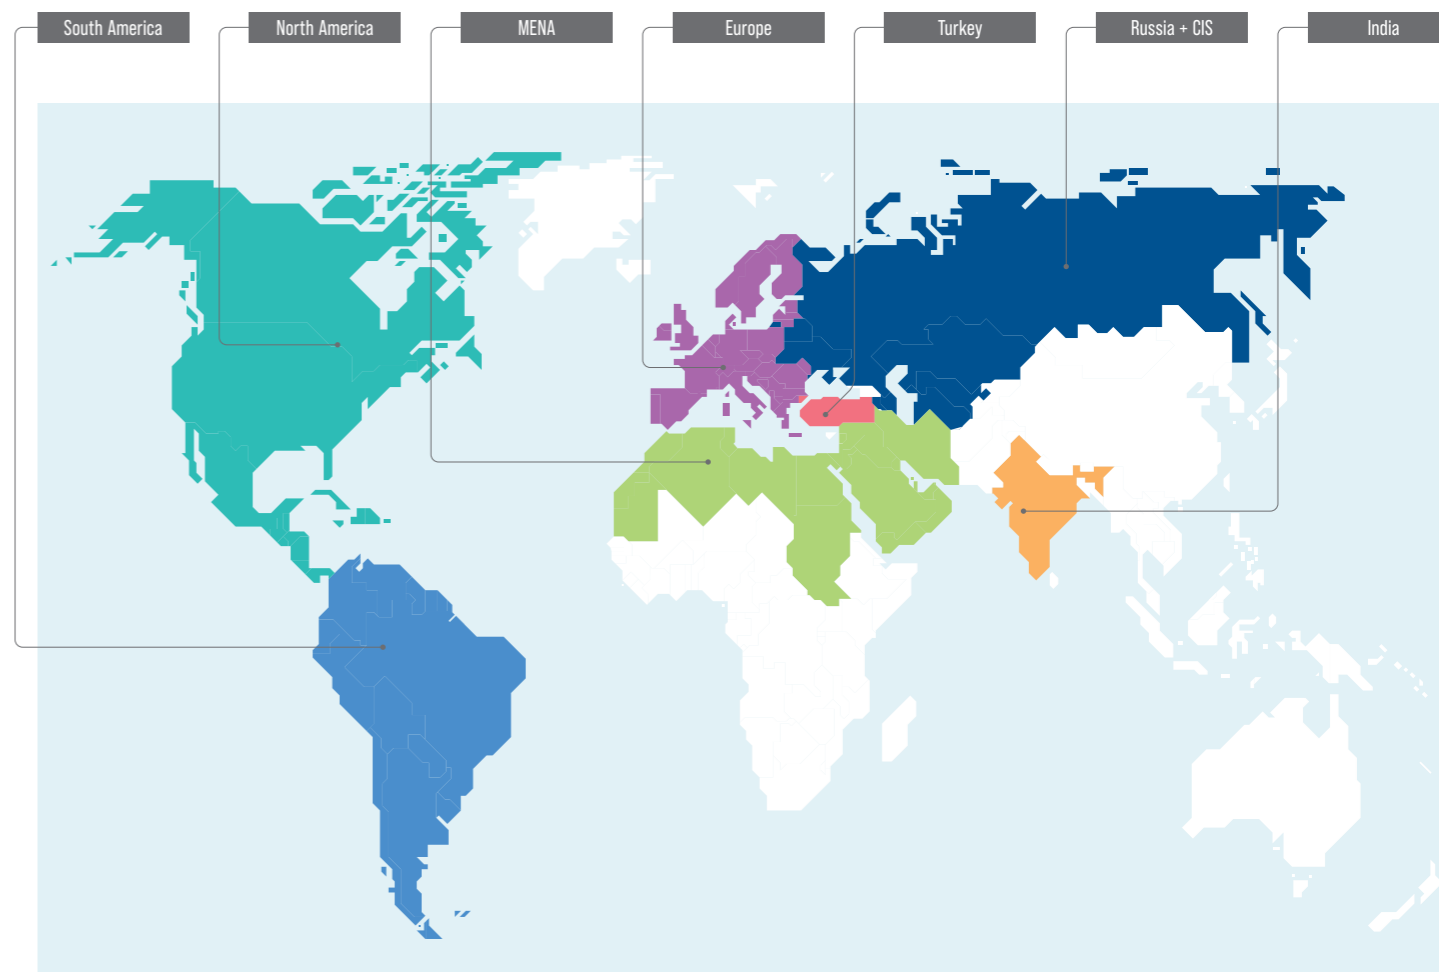 South America
North America
MENA
Europe
Turkey
Russia + CIS
India